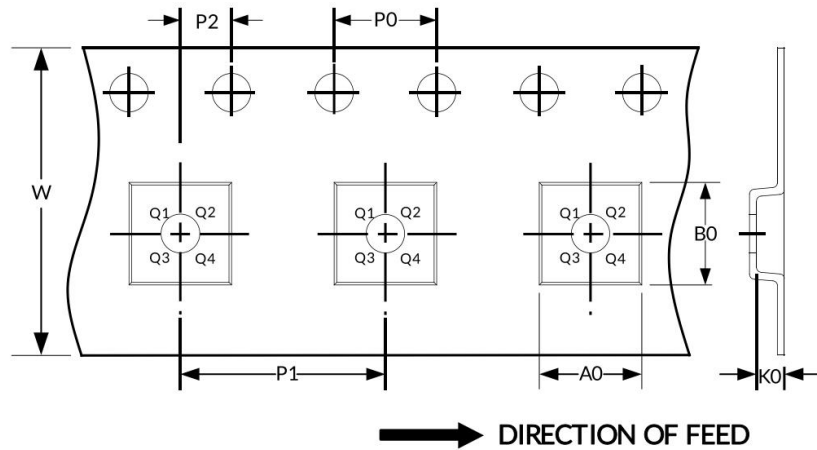 P2
P0
W
Q1 Q2
Q3 Q4
Q1 Q2
Q3 Q4
Q1 Q2
Q3 Q4
B0
P1
A0
K0
DIRECTION OF FEED